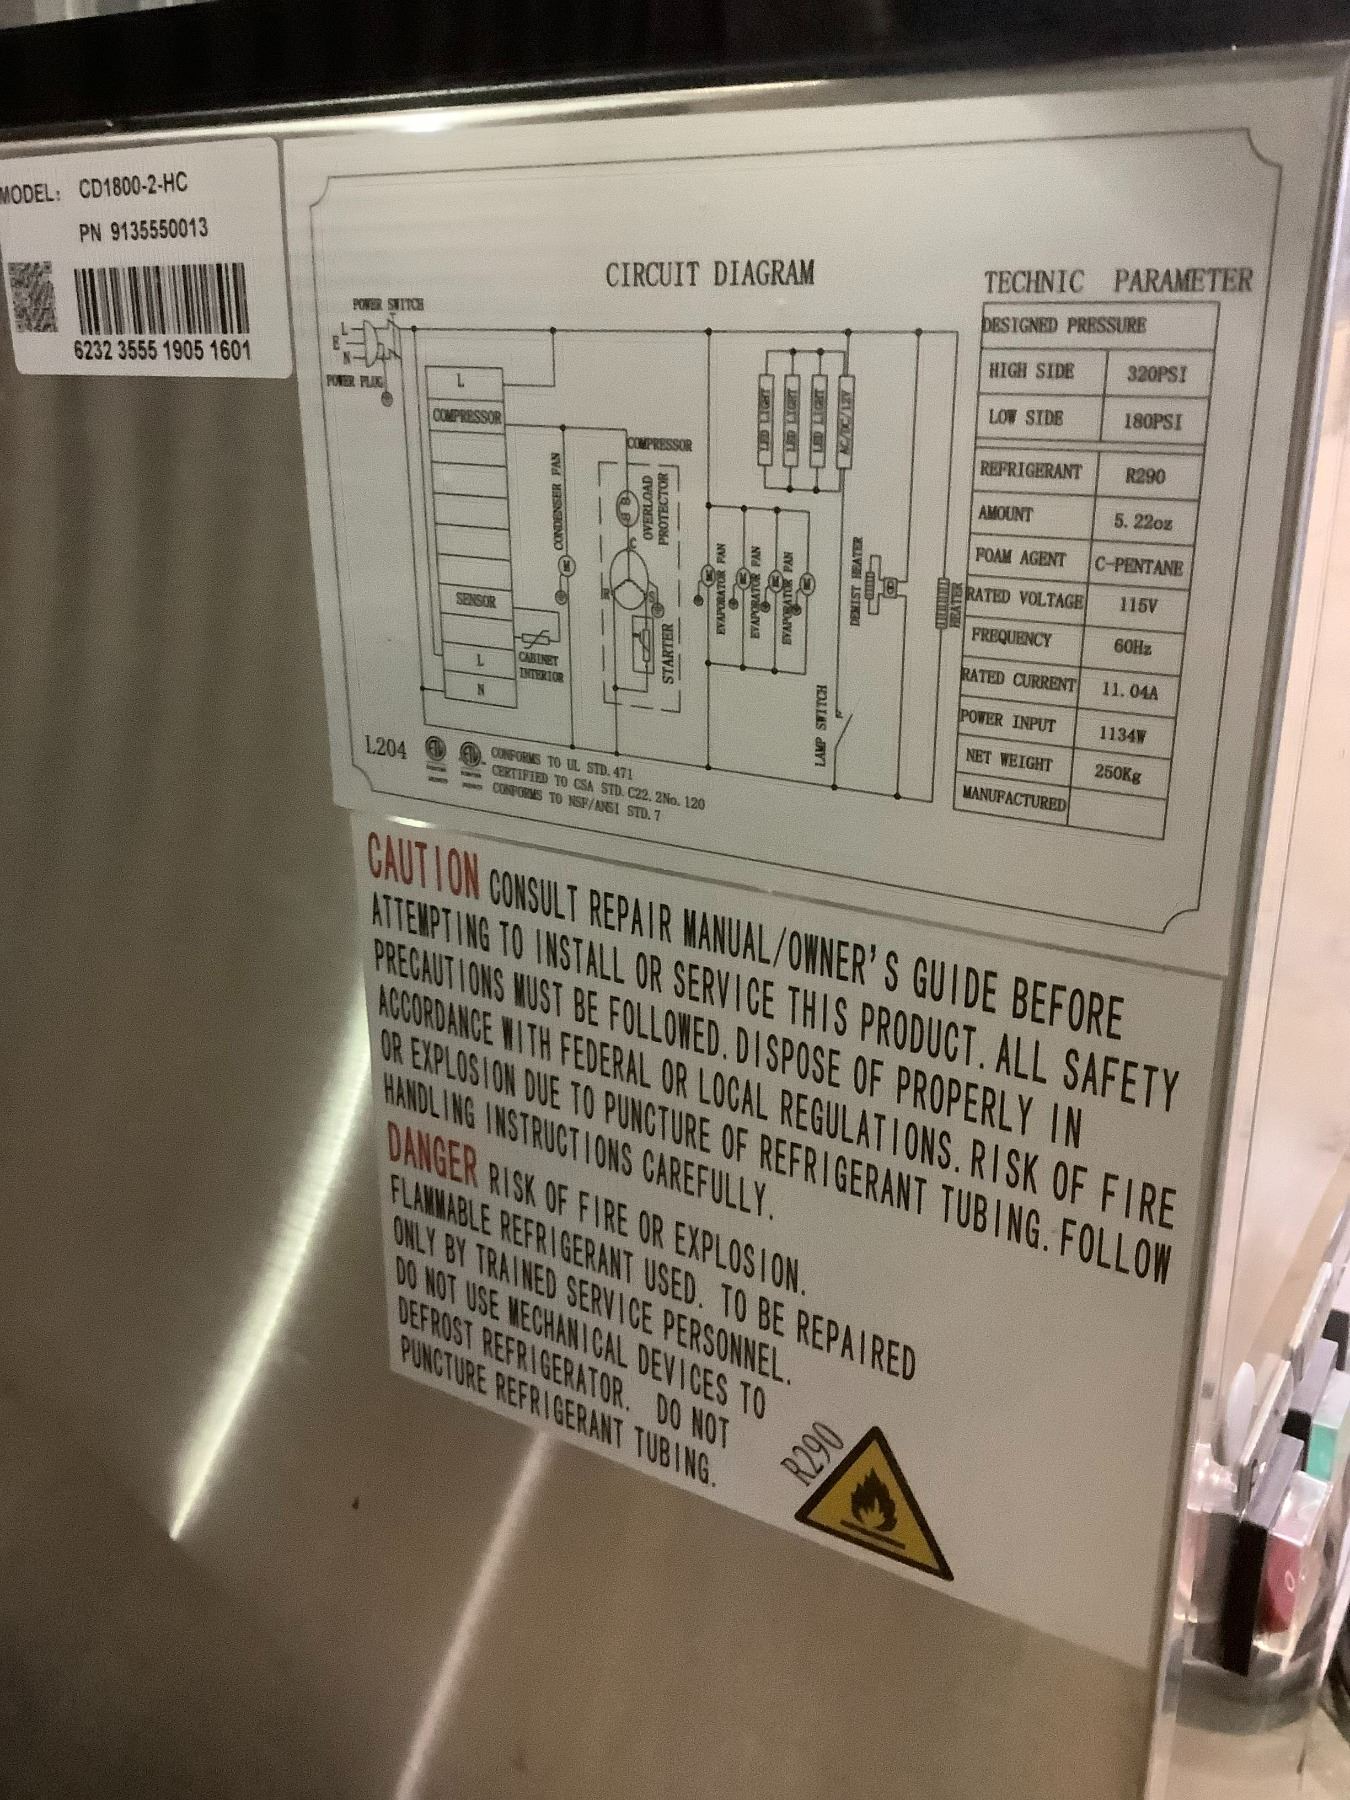 MODEL: CD1800-2-HC
PN 9135550013
6232 3555 1905 1601
CIRCUIT DIAGRAM
POWER SWITCH
L
E
N
POWER PLUG
L
COMPRESSOR
SENSOR
L
N
CONDENSER FAN
CABINET
INTERIOR
COMPRESSOR
OVERLOAD
PROTECTOR
C
R
S
STARTER
EVAPORATOR FAN
EVAPORATOR FAN
EVAPORATOR FAN
LED LIGHT
LED LIGHT
LED LIGHT
AC/DC/12V
LAMP SWITCH
DEMIST HEATER
HEATER
TECHNIC PARAMETER
DESIGNED PRESSURE
HIGH SIDE 320PSI
LOW SIDE 180PSI
REFRIGERANT R290
AMOUNT 5.22oz
FOAM AGENT C-PENTANE
RATED VOLTAGE 115V
FREQUENCY 60Hz
RATED CURRENT 11.04A
POWER INPUT 1134W
NET WEIGHT 250Kg
MANUFACTURED
L204
CONFORMS TO UL STD. 471
CERTIFIED TO CSA STD. C22. 2No. 120
CONFORMS TO NSF/ANSI STD. 7
CAUTION CONSULT REPAIR MANUAL/OWNER'S GUIDE BEFORE
ATTEMPTING TO INSTALL OR SERVICE THIS PRODUCT. ALL SAFETY
PRECAUTIONS MUST BE FOLLOWED. DISPOSE OF PROPERLY IN
ACCORDANCE WITH FEDERAL OR LOCAL REGULATIONS. RISK OF FIRE
OR EXPLOSION DUE TO PUNCTURE OF REFRIGERANT TUBING. FOLLOW
HANDLING INSTRUCTIONS CAREFULLY.
DANGER RISK OF FIRE OR EXPLOSION.
FLAMMABLE REFRIGERANT USED. TO BE REPAIRED
ONLY BY TRAINED SERVICE PERSONNEL.
DO NOT USE MECHANICAL DEVICES TO
DEFROST REFRIGERATOR. DO NOT
PUNCTURE REFRIGERANT TUBING.
R290